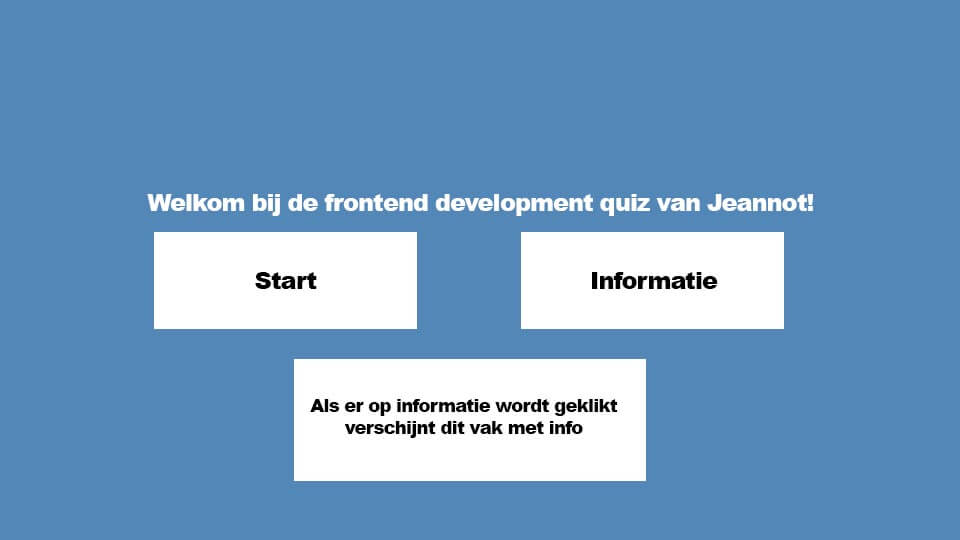 Welkom bij de frontend development quiz van Jeannot!
Start
Informatie
Als er op informatie wordt geklikt
verschijnt dit vak met info